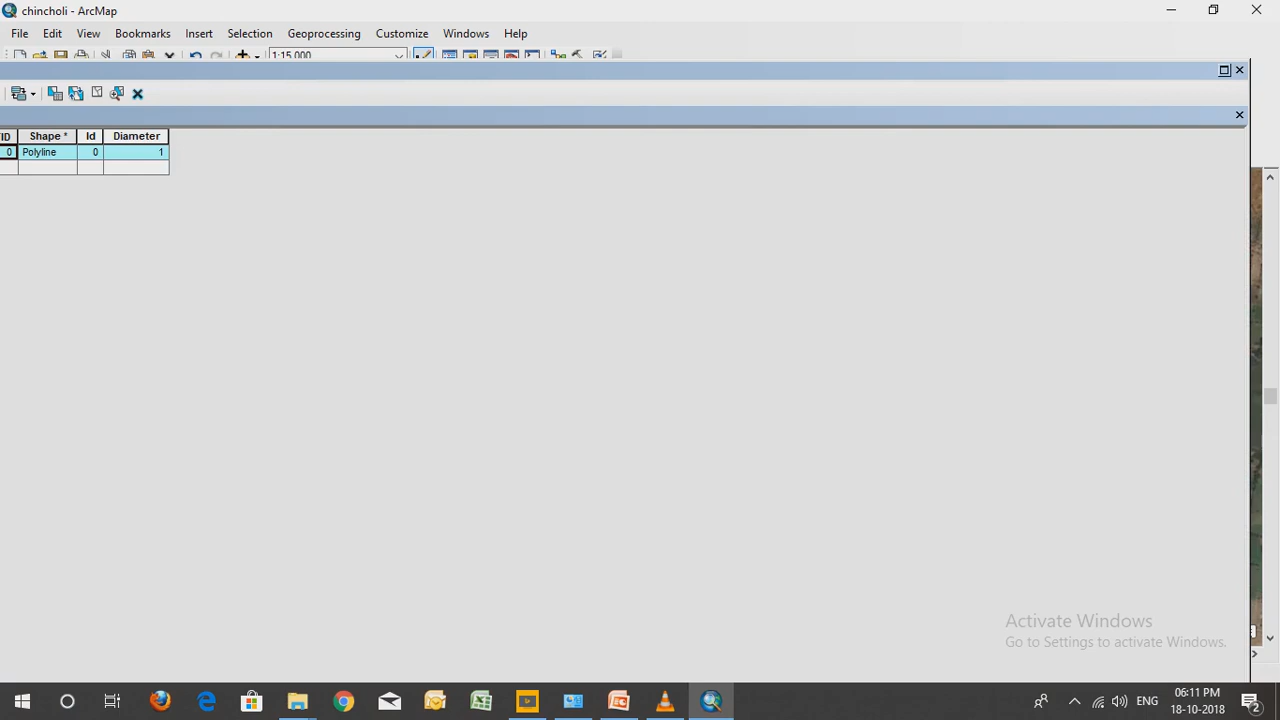 chincholi - ArcMap
File Edit View Bookmarks Insert Selection Geoprocessing Customize Windows Help
1:15,000
Shape * Id Diameter
0 Polyline 0 1
Activate Windows
Go to Settings to activate Windows.
ENG
06:11 PM
18-10-2018
2